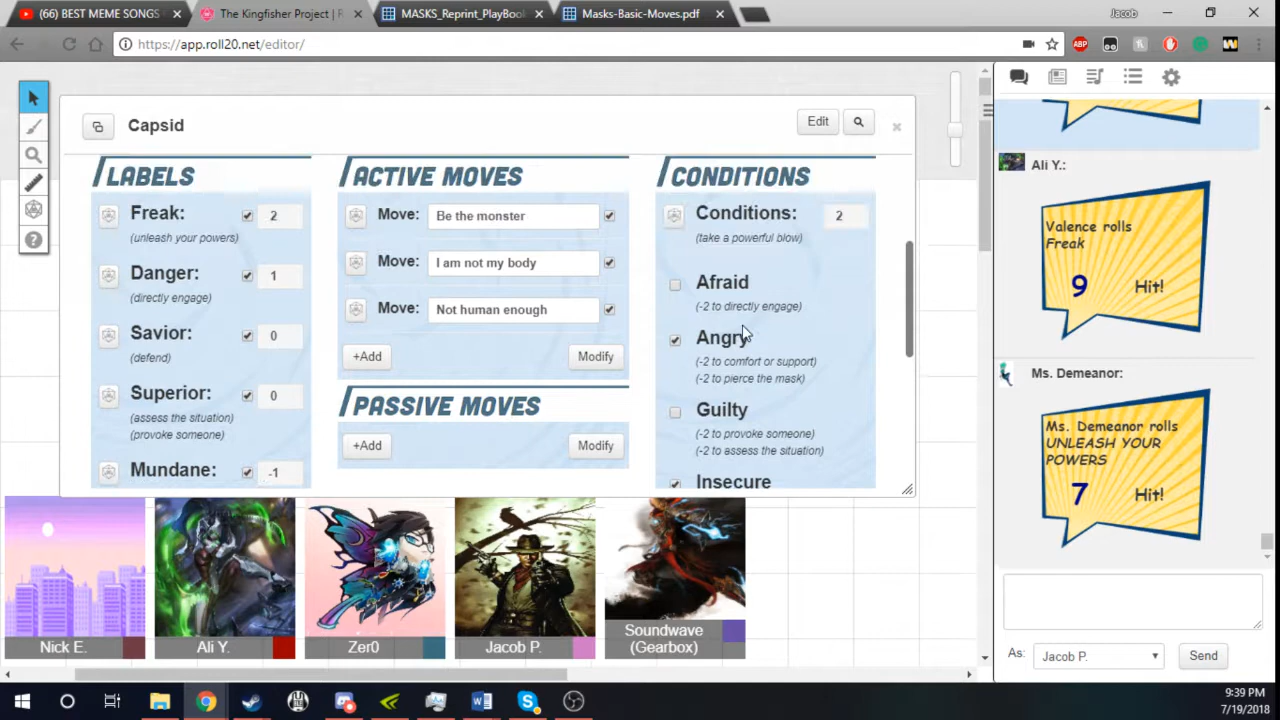 (66) BEST MEME SONGS
The Kingfisher Project | R
MASKS_Reprint_PlayBook
Masks-Basic-Moves.pdf
Jacob
https://app.roll20.net/editor/
ABP
Capsid
Edit
LABELS
Freak: 2
(unleash your powers)
Danger: 1
(directly engage)
Savior: 0
(defend)
Superior: 0
(assess the situation)
(provoke someone)
Mundane: -1
ACTIVE MOVES
Move: Be the monster
Move: I am not my body
Move: Not human enough
+Add Modify
PASSIVE MOVES
+Add Modify
CONDITIONS
Conditions: 2
(take a powerful blow)
Afraid
(-2 to directly engage)
Angry
(-2 to comfort or support)
(-2 to pierce the mask)
Guilty
(-2 to provoke someone)
(-2 to assess the situation)
Insecure
Nick E.
Ali Y.
Zer0
Jacob P.
Soundwave
(Gearbox)
Ali Y.:
Valence rolls
Freak
9 Hit!
Ms. Demeanor:
Ms. Demeanor rolls
UNLEASH YOUR
POWERS
7 Hit!
As: Jacob P. Send
9:39 PM
7/19/2018